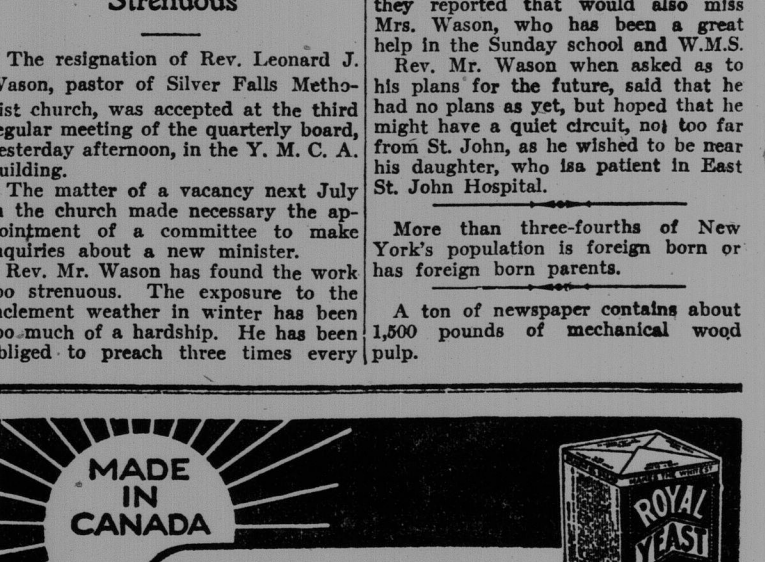 Strenuous
The resignation of Rev. Leonard J.
Wason, pastor of Silver Falls Metho-
ist church, was accepted at the third
egular meeting of the quarterly board,
esterday afternoon, in the Y. M. C. A.
uilding.
The matter of a vacancy next July
n the church made necessary the ap-
ointment of a committee to make
nquiries about a new minister.
Rev. Mr. Wason has found the work
oo strenuous. The exposure to the
nclement weather in winter has been
oo much of a hardship. He has been
bliged to preach three times every
they reported that would also miss
Mrs. Wason, who has been a great
help in the Sunday school and W.M.S.
Rev. Mr. Wason when asked as to
his plans for the future, said that he
had no plans as yet, but hoped that he
might have a quiet circuit, not too far
from St. John, as he wished to be near
his daughter, who isa patient in East
St. John Hospital.
More than three-fourths of New
York's population is foreign born or
has foreign born parents.
A ton of newspaper contains about
1,500 pounds of mechanical wood
pulp.
MADE
IN
CANADA
ROYAL
YEAST